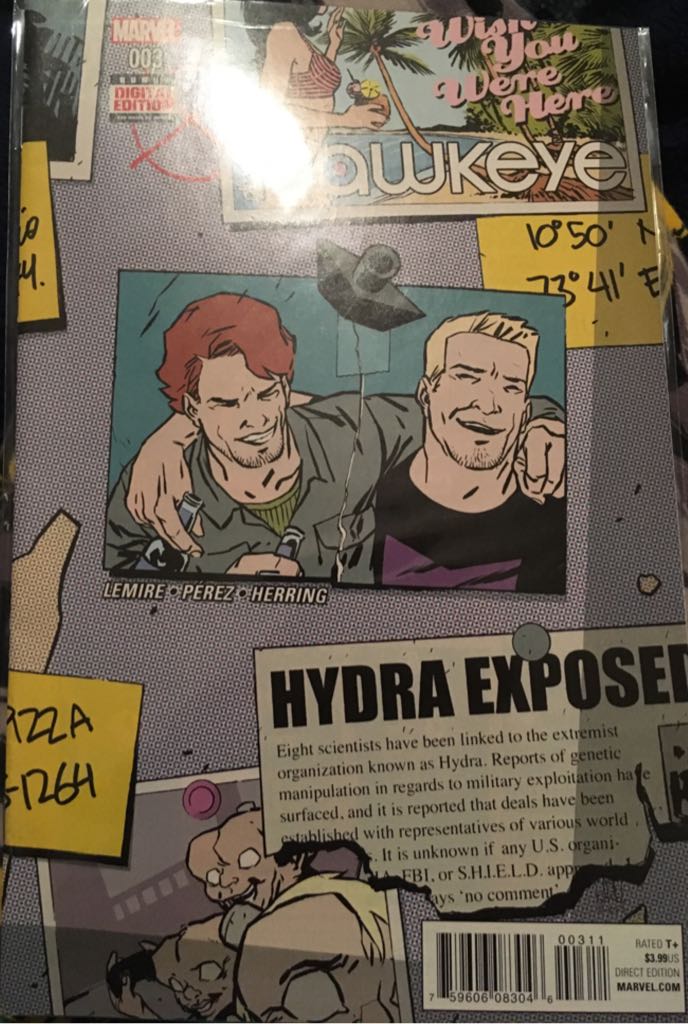 MARVEL
003
DIGITAL
EDITION
Wish
You
Were
Here
Hawkeye
10°50' N
73°41' E
LEMIRE PÉREZ HERRING
HYDRA EXPOSED
Eight scientists have been linked to the extremist
organization known as Hydra. Reports of genetic
manipulation in regards to military exploitation have
surfaced, and it is reported that deals have been
established with representatives of various world
. It is unknown if any U.S. organi-
FBI, or S.H.I.E.L.D.
'no comment'
22A
1264
00311
7 59606 08304 6
RATED T+
$3.99US
DIRECT EDITION
MARVEL.COM